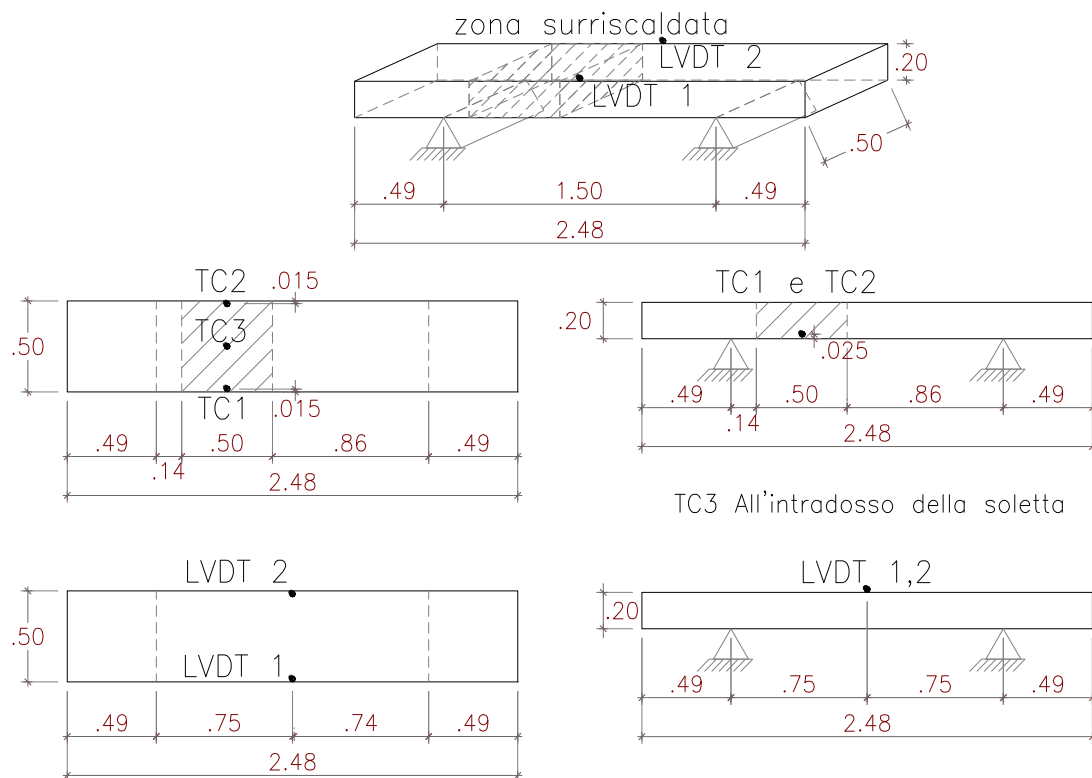 zona surriscaldata
LVDT 2
.20
LVDT 1
.50
.49 1.50 .49
2.48
TC2 .015
TC3
.50
TC1 .015
.49 .50 .86 .49
.14
2.48
TC1 e TC2
.20
.025
.49 .50 .86 .49
.14
2.48
TC3 All'intradosso della soletta
LVDT 2
.50
LVDT 1
.49 .75 .74 .49
2.48
LVDT 1,2
.20
.49 .75 .75 .49
2.48